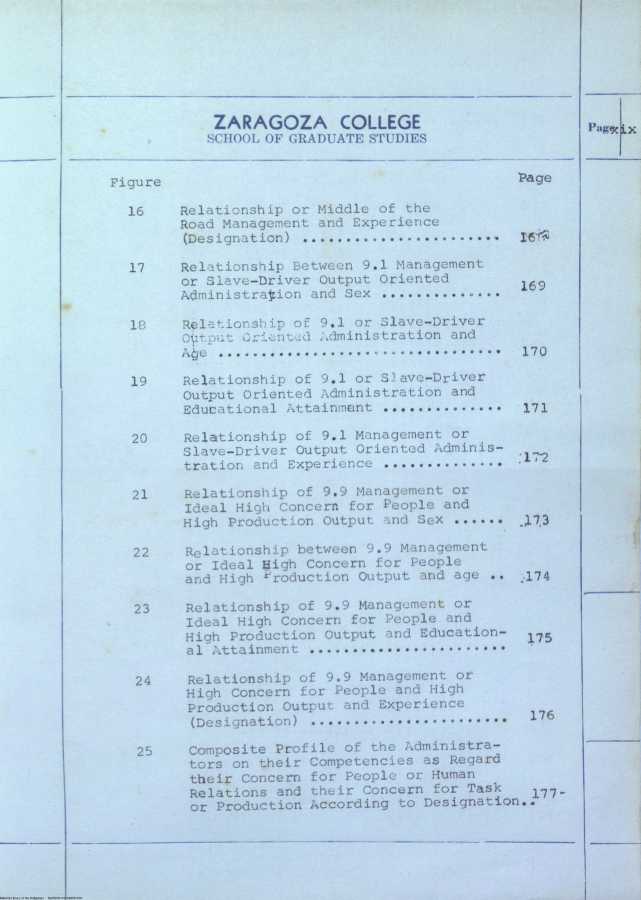 ZARAGOZA COLLEGE
SCHOOL OF GRADUATE STUDIES
Page xix
Figure Page
16 Relationship or Middle of the
Road Management and Experience
(Designation) .......................
17 Relationship Between 9.1 Management
or Slave-Driver Output Oriented
Administration and Sex .............. 169
18 Relationship of 9.1 or Slave-Driver
Output Oriented Administration and
Age ................................. 170
19 Relationship of 9.1 or Slave-Driver
Output Oriented Administration and
Educational Attainment .............. 171
20 Relationship of 9.1 Management or
Slave-Driver Output Oriented Adminis-
tration and Experience .............. 172
21 Relationship of 9.9 Management or
Ideal High Concern for People and
High Production Output and Sex ...... 173
22 Relationship between 9.9 Management
or Ideal High Concern for People
and High Production Output and age .. 174
23 Relationship of 9.9 Management or
Ideal High Concern for People and
High Production Output and Education-
al Attainment ....................... 175
24 Relationship of 9.9 Management or
High Concern for People and High
Production Output and Experience
(Designation) ....................... 176
25 Composite Profile of the Administra-
tors on their Competencies as Regard
their Concern for People or Human
Relations and their Concern for Task
or Production According to Designation.. 177-